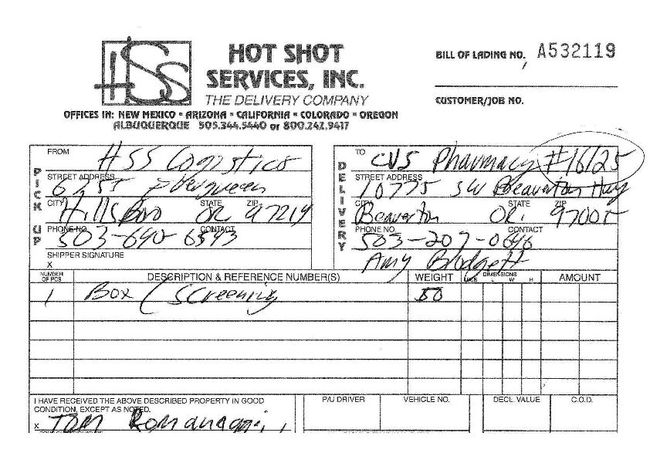 HSS
HOT SHOT
SERVICES, INC.
THE DELIVERY COMPANY
OFFICES IN: NEW MEXICO • ARIZONA • CALIFORNIA • COLORADO • OREGON
ALBUQUERQUE 505.344.5440 or 800.242.9417
BILL OF LADING NO. A532119
CUSTOMER/JOB NO.
PICK UP
FROM HSS Logistics
STREET ADDRESS
CITY Hillsboro STATE OR. ZIP
PHONE NO. 503-640- CONTACT
SHIPPER SIGNATURE
X
DELIVERY
TO CVS Pharmacy #16125
STREET ADDRESS 10775 SW Beaverton Hwy
CITY Beaverton STATE OR. ZIP 97005
PHONE NO. 503-207-0646 CONTACT
Amy
NUMBER OF PCS DESCRIPTION & REFERENCE NUMBER(S) WEIGHT DIMENSIONS L W H AMOUNT
1 Box (Screening 50
I HAVE RECEIVED THE ABOVE DESCRIBED PROPERTY IN GOOD
CONDITION, EXCEPT AS NOTED.
P/U DRIVER VEHICLE NO. DECL. VALUE C.O.D.
X Tom